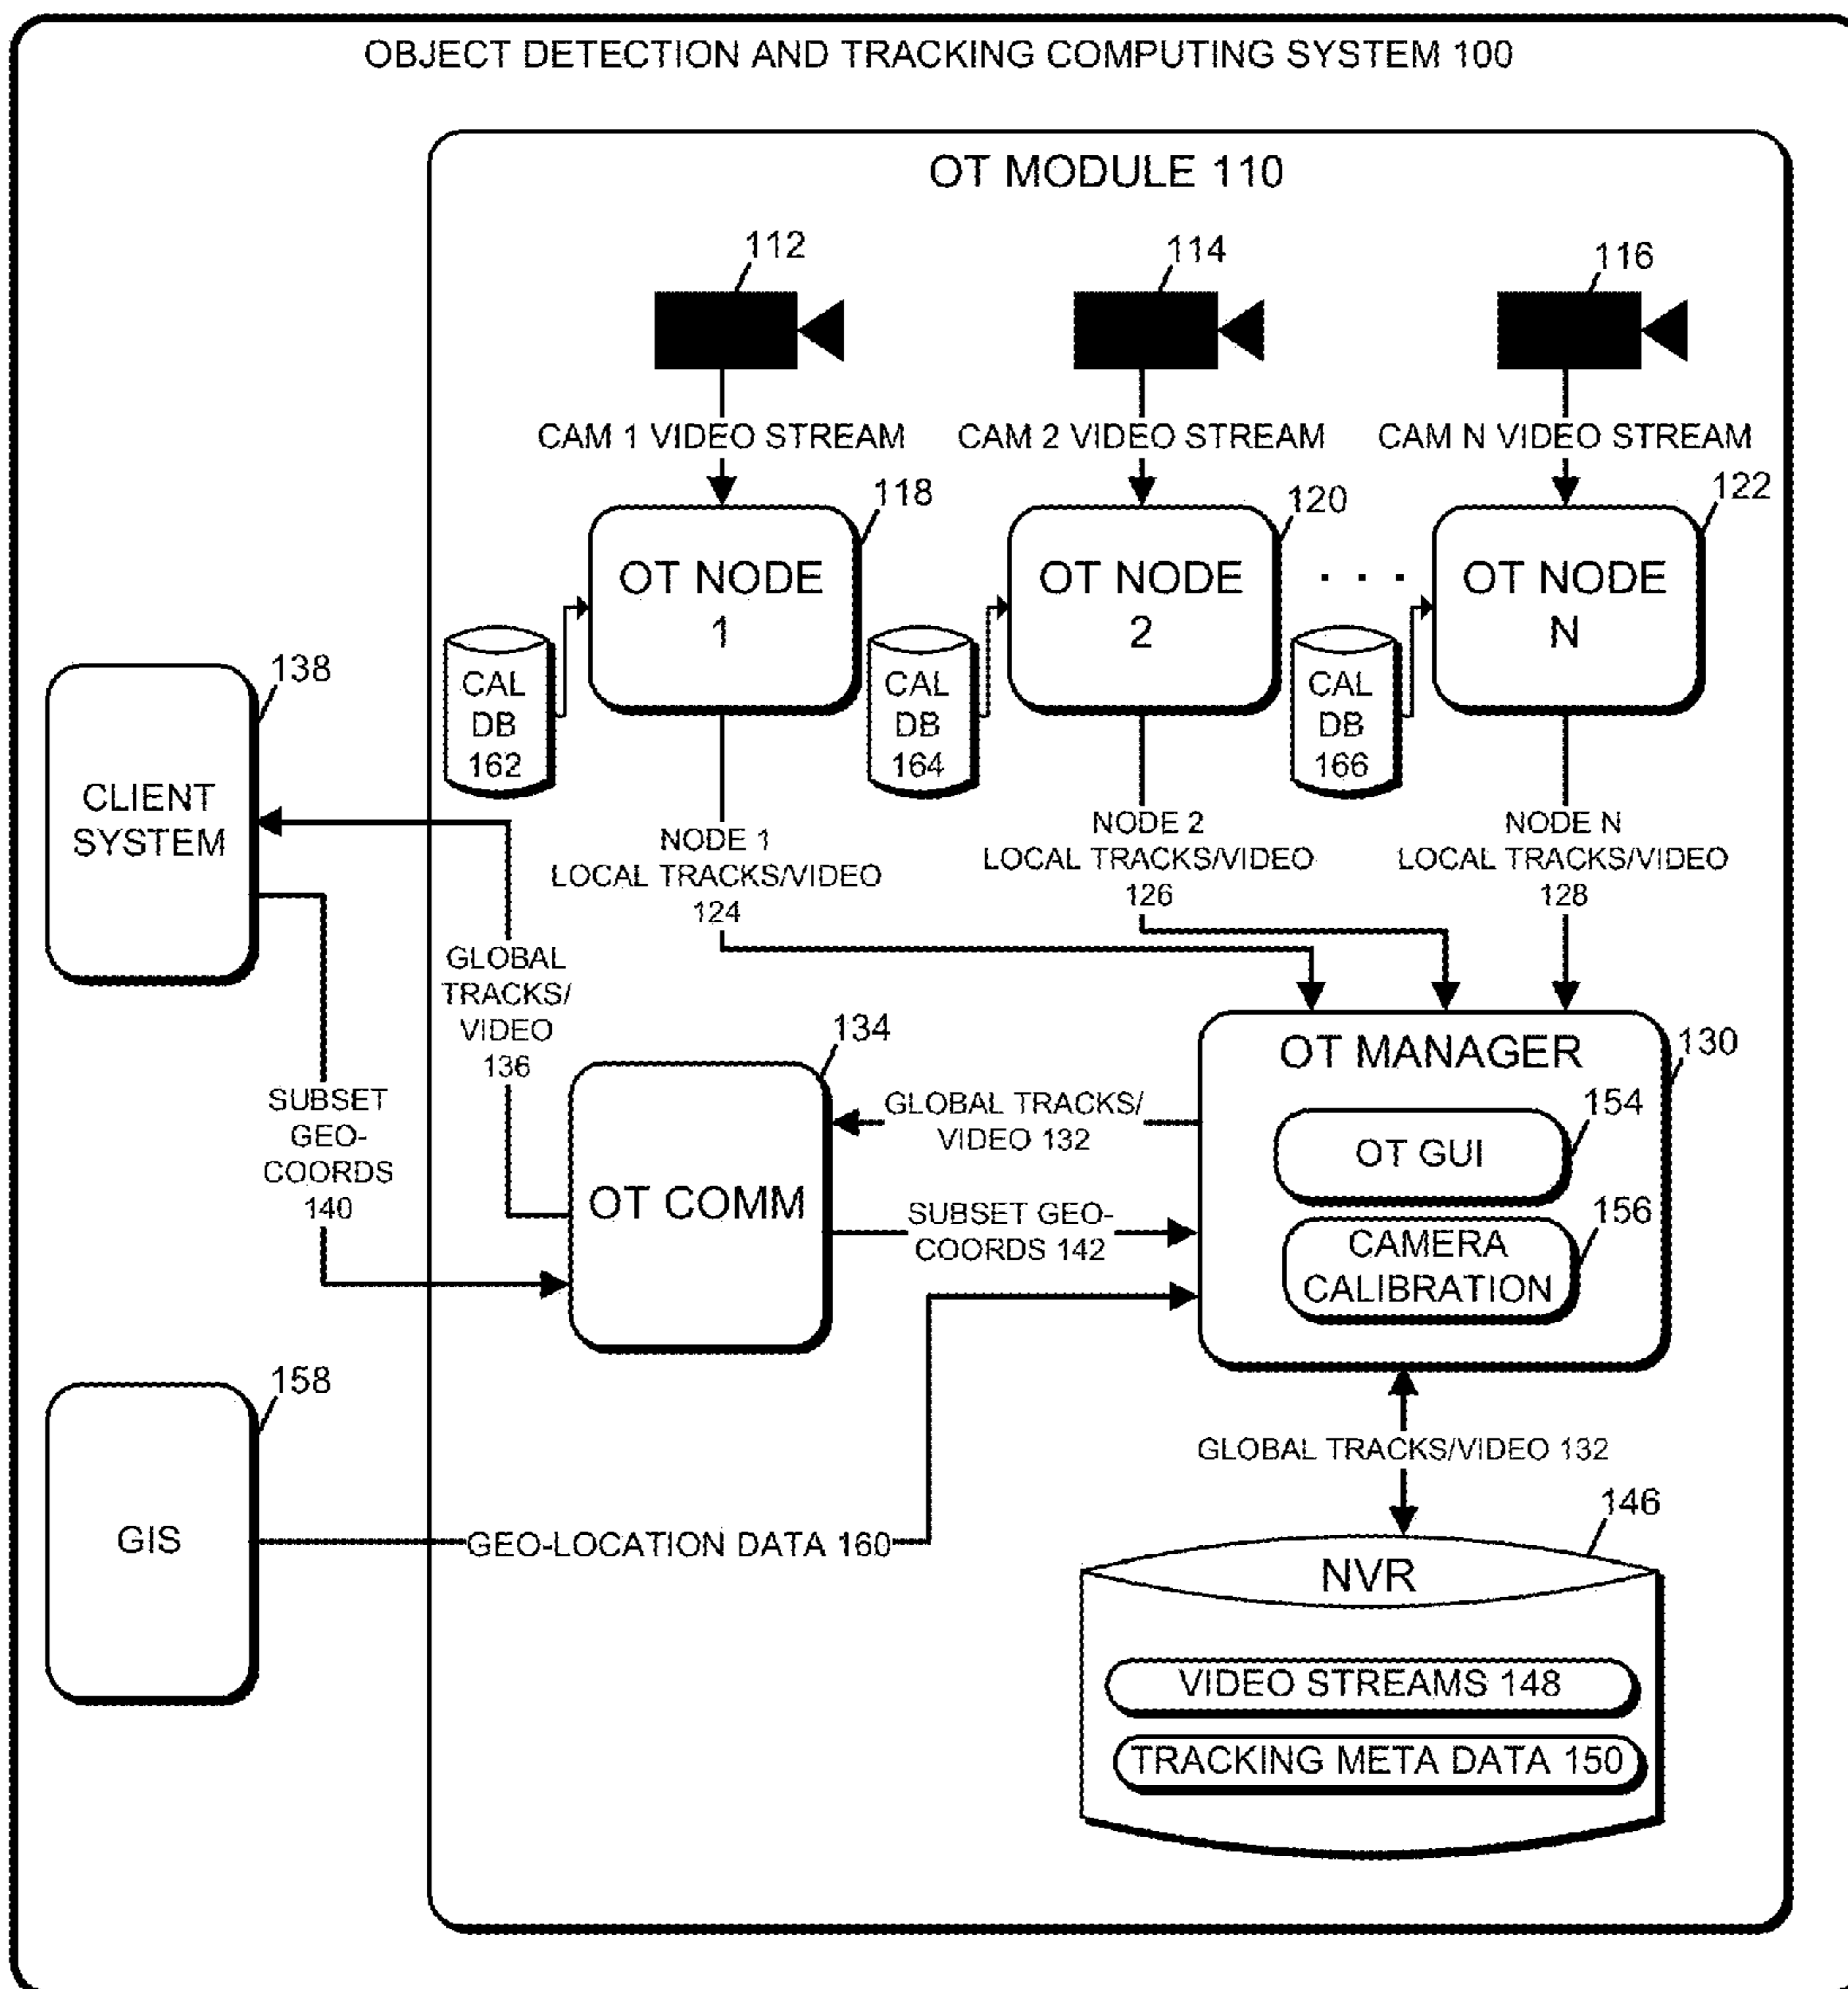 OBJECT DETECTION AND TRACKING COMPUTING SYSTEM 100
OT MODULE 110
112
114
116
CAM 1 VIDEO STREAM
CAM 2 VIDEO STREAM
CAM N VIDEO STREAM
118
120
122
OT NODE
1
OT NODE
2
. . .
OT NODE
N
CAL
DB
162
CAL
DB
164
CAL
DB
166
138
CLIENT
SYSTEM
NODE 1
LOCAL TRACKS/VIDEO
124
NODE 2
LOCAL TRACKS/VIDEO
126
NODE N
LOCAL TRACKS/VIDEO
128
GLOBAL
TRACKS/
VIDEO
136
SUBSET
GEO-
COORDS
140
134
OT COMM
GLOBAL TRACKS/
VIDEO 132
SUBSET GEO-
COORDS 142
OT MANAGER
130
154
OT GUI
156
CAMERA
CALIBRATION
158
GIS
GEO-LOCATION DATA 160
GLOBAL TRACKS/VIDEO 132
146
NVR
VIDEO STREAMS 148
TRACKING META DATA 150